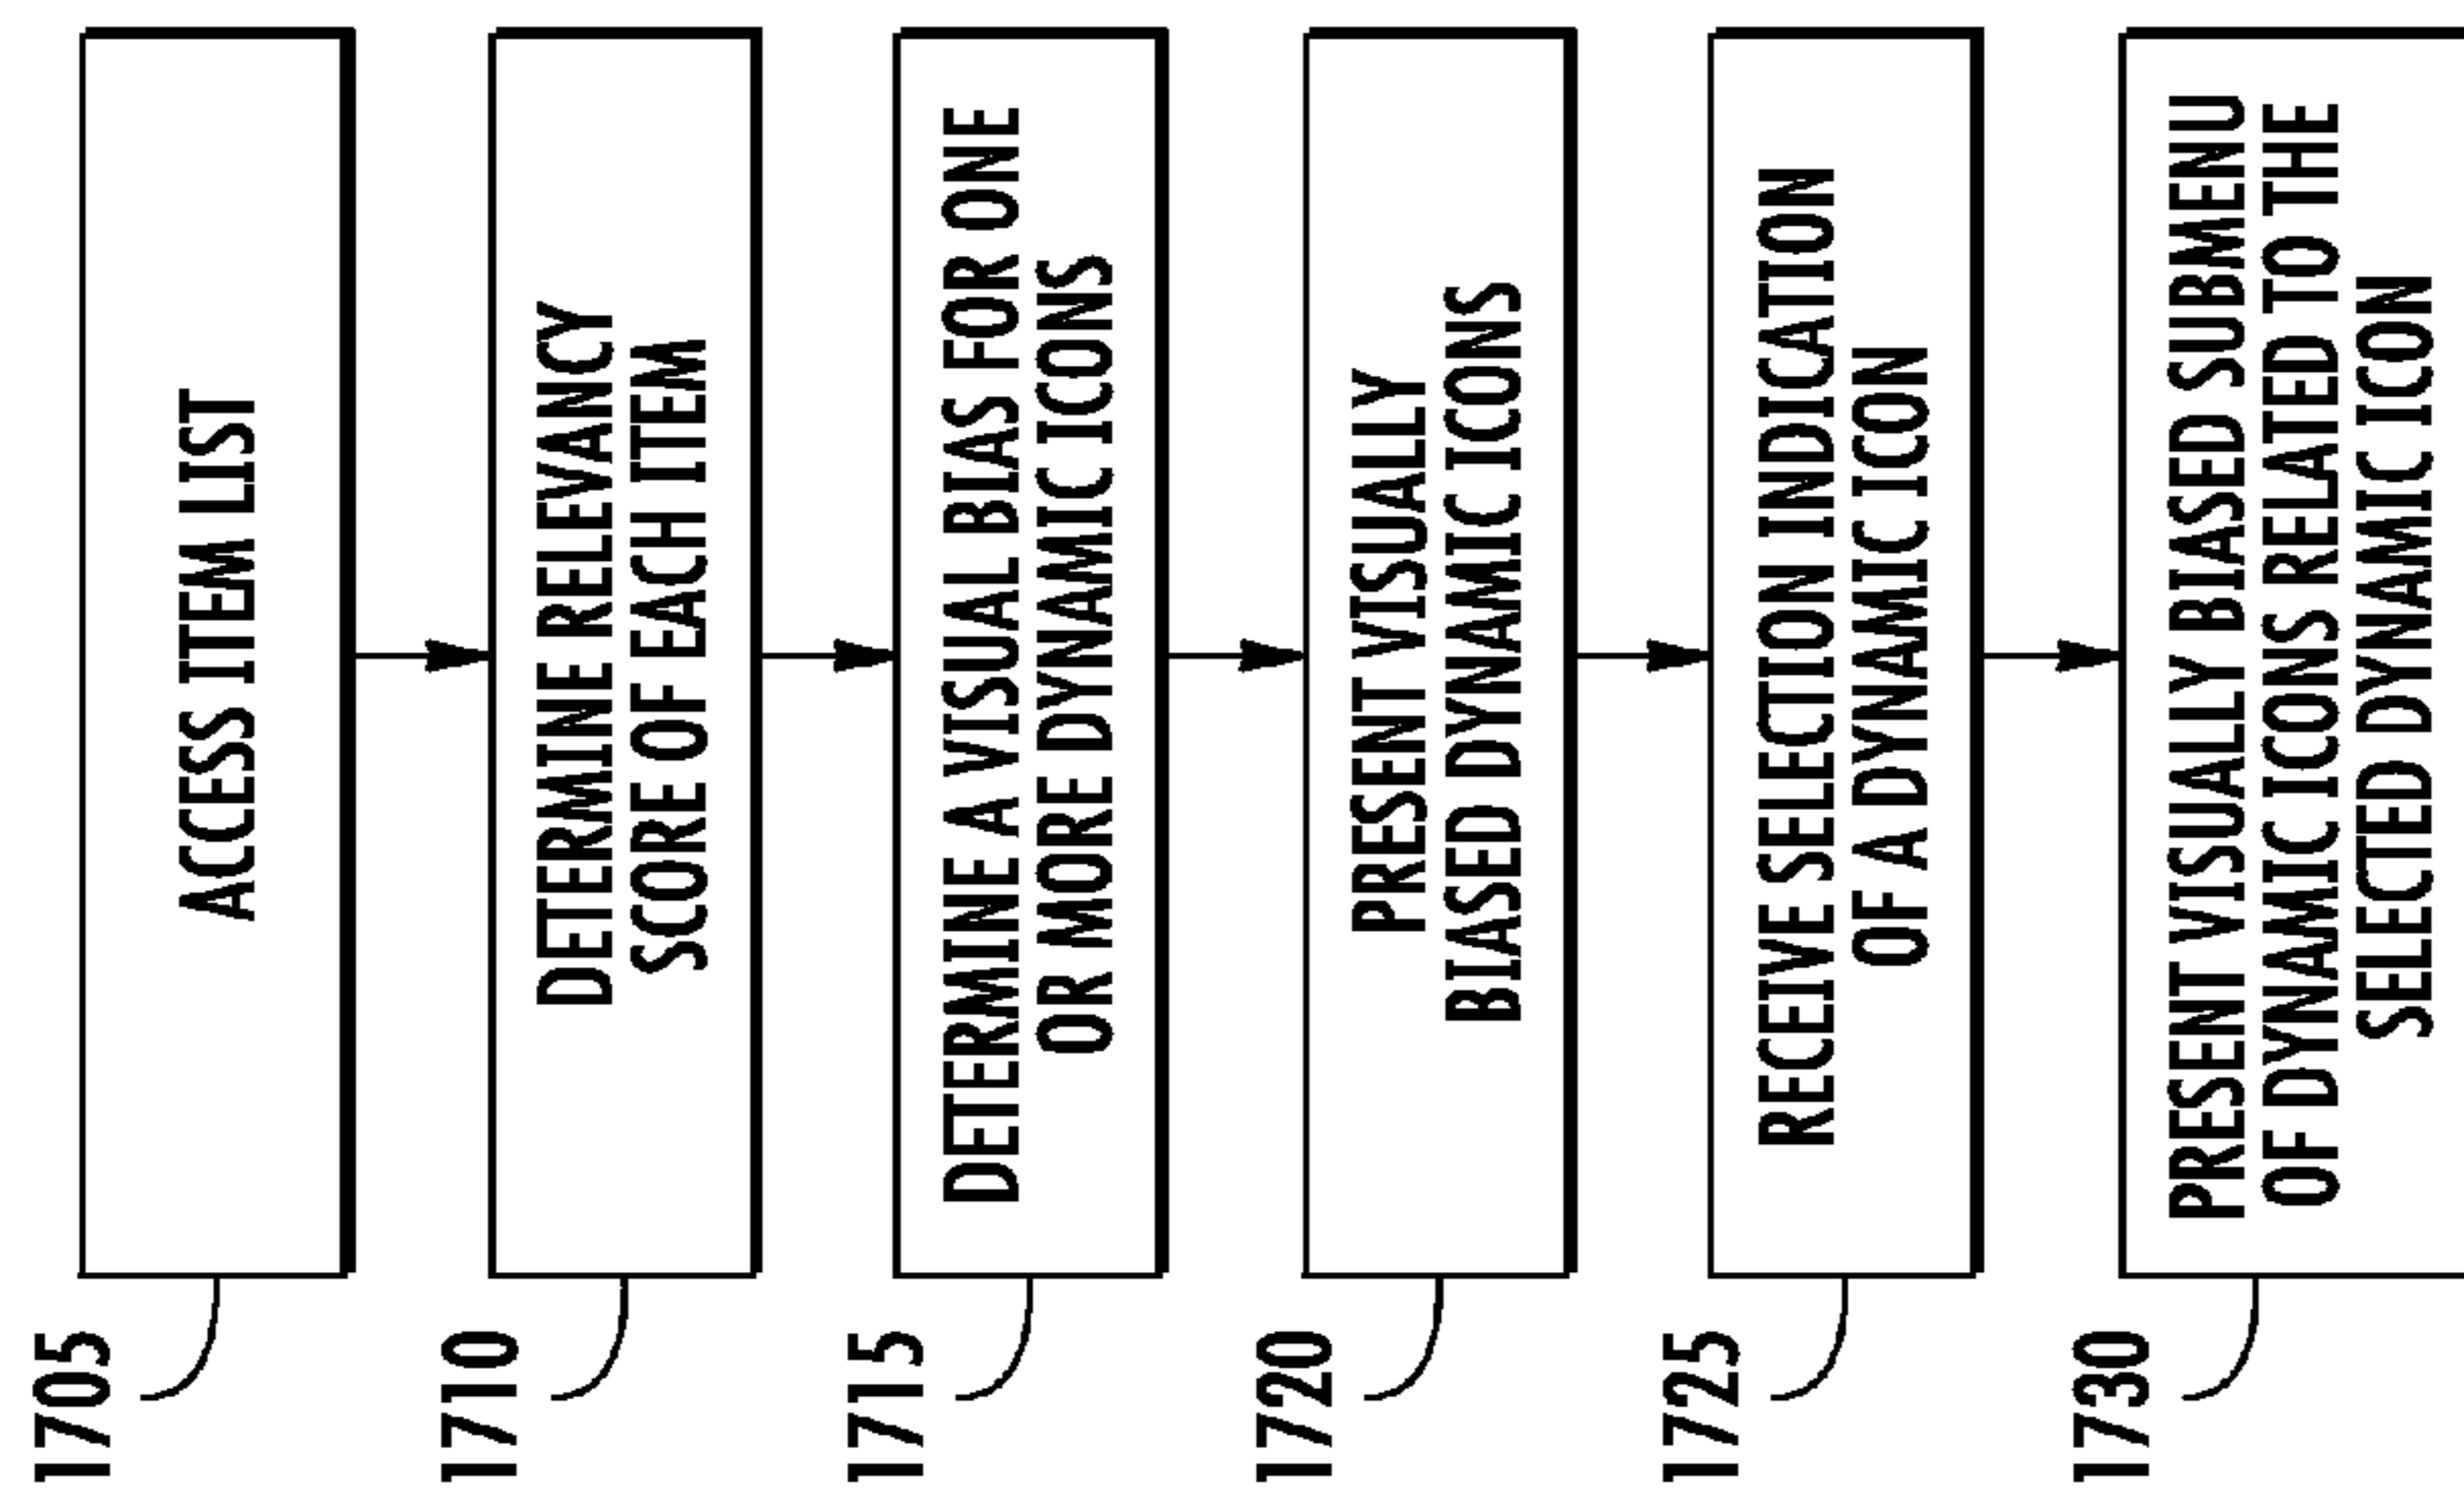 1705
ACCESS ITEM LIST
1710
DETERMINE RELEVANCY
SCORE OF EACH ITEM
1715
DETERMINE A VISUAL BIAS FOR ONE
OR MORE DYNAMIC ICONS
1720
PRESENT VISUALLY
BIASED DYNAMIC ICONS
1725
RECEIVE SELECTION INDICATION
OF A DYNAMIC ICON
1730
PRESENT VISUALLY BIASED SUBMENU
OF DYNAMIC ICONS RELATED TO THE
SELECTED DYNAMIC ICON